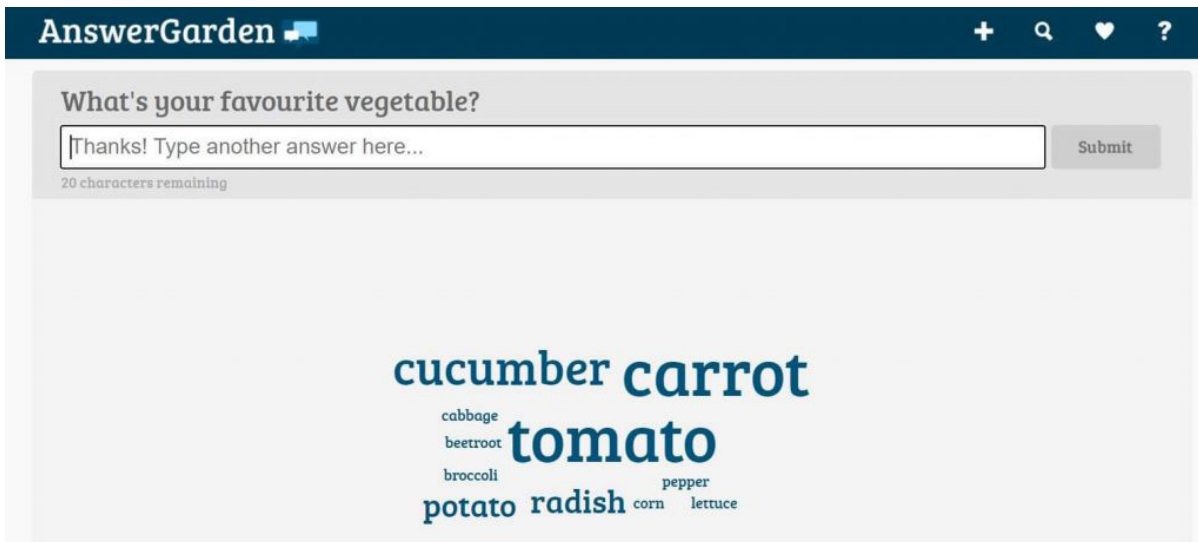 AnswerGarden
What's your favourite vegetable?
Thanks! Type another answer here...
Submit
20 characters remaining
cucumber carrot
cabbage
beetroot tomato
broccoli
pepper
potato radish corn lettuce